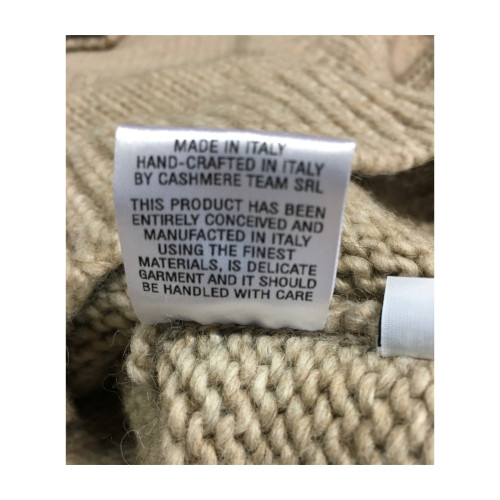 MADE IN ITALY
HAND-CRAFTED IN ITALY
BY CASHMERE TEAM SRL
THIS PRODUCT HAS BEEN
ENTIRELY CONCEIVED AND
MANUFACTURED IN ITALY
USING THE FINEST
MATERIALS, IS DELICATE
GARMENT AND IT SHOULD
BE HANDLED WITH CARE